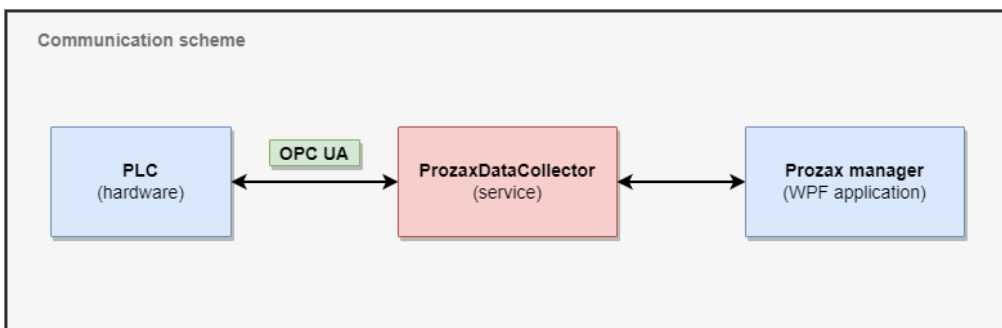 Communication scheme
OPC UA
PLC
(hardware)
ProzaxDataCollector
(service)
Prozax manager
(WPF application)